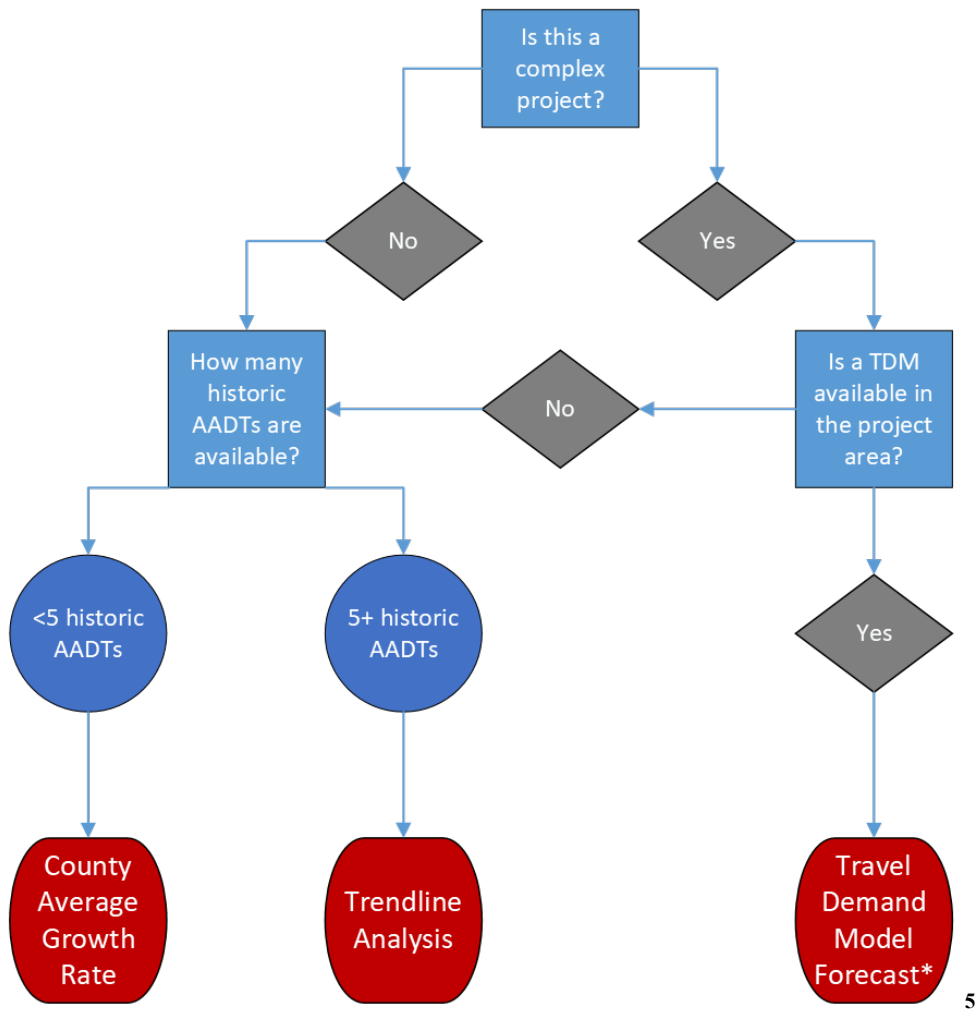 Is this a
complex
project?
No
Yes
How many
historic
AADTs are
available?
No
Is a TDM
available in
the project
area?
<5 historic
AADTs
5+ historic
AADTs
Yes
County
Average
Growth
Rate
Trendline
Analysis
Travel
Demand
Model
Forecast*
5